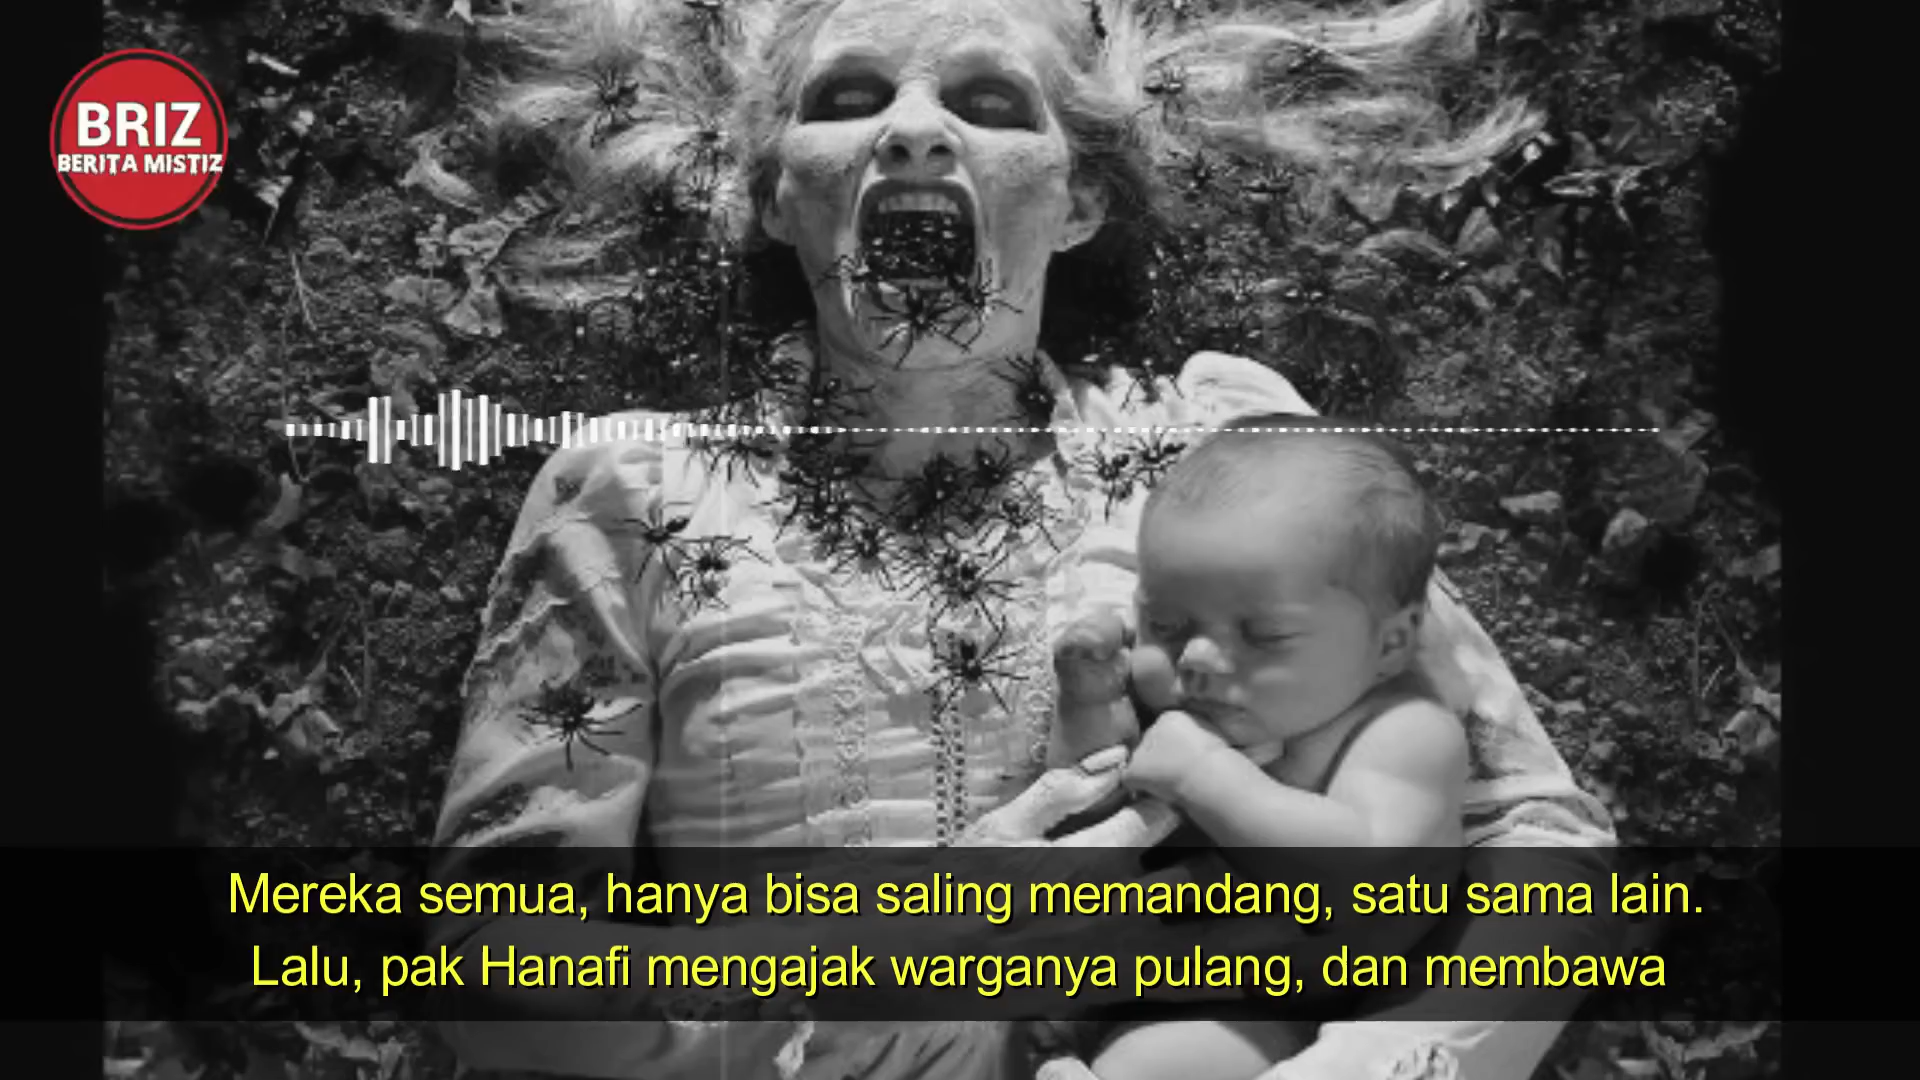 BRIZ
BERITA MISTIZ
Mereka semua, hanya bisa saling memandang, satu sama lain.
Lalu, pak Hanafi mengajak warganya pulang, dan membawa